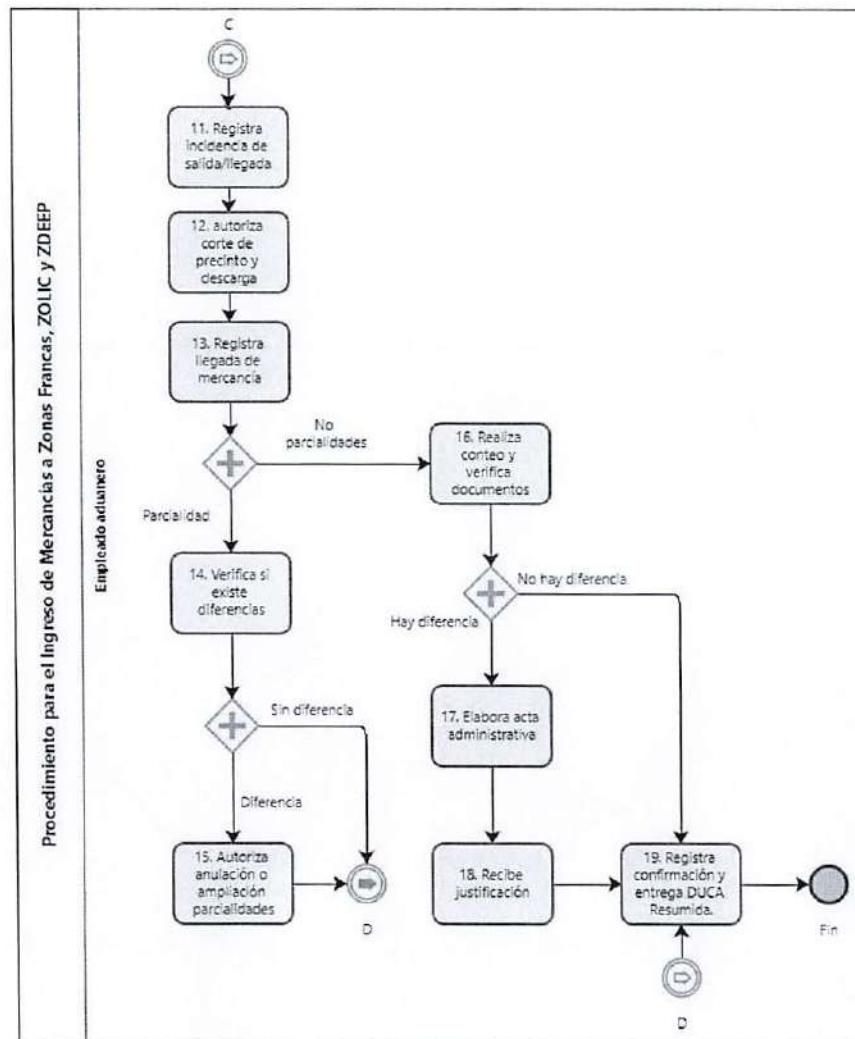 Procedimiento para el Ingreso de Mercancías a Zonas Francas, ZOLIC y ZDEEP
Empleado aduanero
C
11. Registra
incidencia de
salida/llegada
12. autoriza
corte de
precinto y
descarga
13. Registra
llegada de
mercancía
No
parcialidades
16. Realiza
conteo y
verifica
documentos
Parcialidad
14. Verifica si
existe
diferencias
No hay diferencia
Hay diferencia
Sin diferencia
17. Elabora acta
administrativa
Diferencia
15. Autoriza
anulación o
ampliación
parcialidades
D
18. Recibe
justificación
19. Registra
confirmación y
entrega DUCA
Resumida.
Fin
D